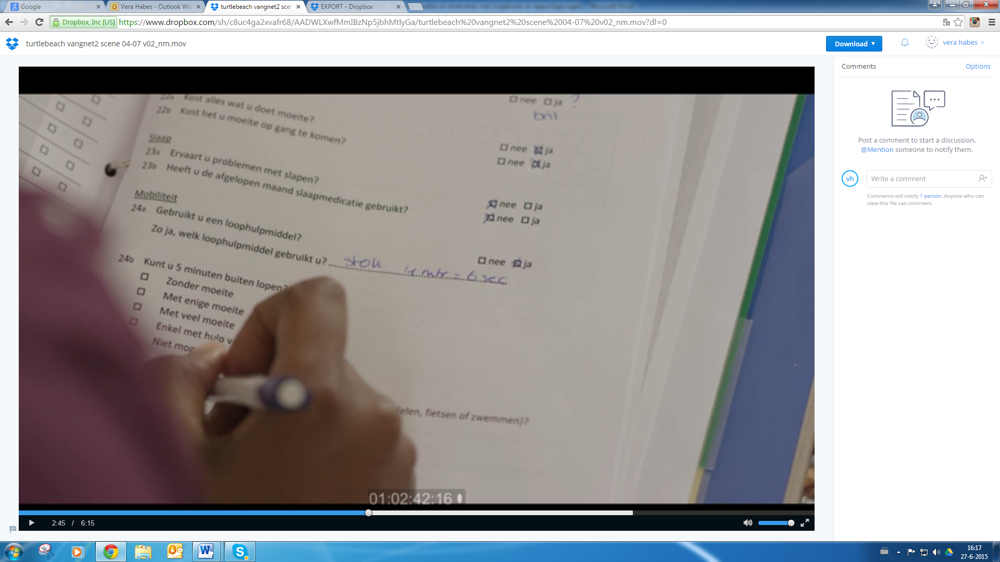 Google
Vera Habes - Outlook We
turtlebeach vangnet2 scen
EXPORT - Dropbox
Dropbox, Inc [US]
https://www.dropbox.com/sh/c8uc4ga2xvafr68/AADWLXwfMmIBzNp5jbhMtlyGa/turtlebeach%20vangnet2%20scene%2004-07%20v02_nm.mov?dl=0
turtlebeach vangnet2 scene 04-07 v02_nm.mov
Download
vera habes
22a Kost alles wat u doet moeite? nee ja ?
bril
22b Kost het u moeite op gang te komen?
nee ja
nee ja
Slaap
23a Ervaart u problemen met slapen?
23b Heeft u de afgelopen maand slaapmedicatie gebruikt?
nee ja
nee ja
Mobiliteit
24a Gebruikt u een loophulpmiddel?
nee ja
Zo ja, welk loophulpmiddel gebruikt u? stok 4 mtr = 6 sec
24b Kunt u 5 minuten buiten lopen?
Zonder moeite
Met enige moeite
Met veel moeite
Enkel met hulp v
Niet mog
elen, fietsen of zwemmen)?
01:02:42:16
2:45 / 6:15
Comments
Options
Post a comment to start a discussion.
@Mention someone to notify them.
vh
Write a comment
Comments will notify 1 person. Anyone who can
view this file can comment.
16:17
27-6-2015